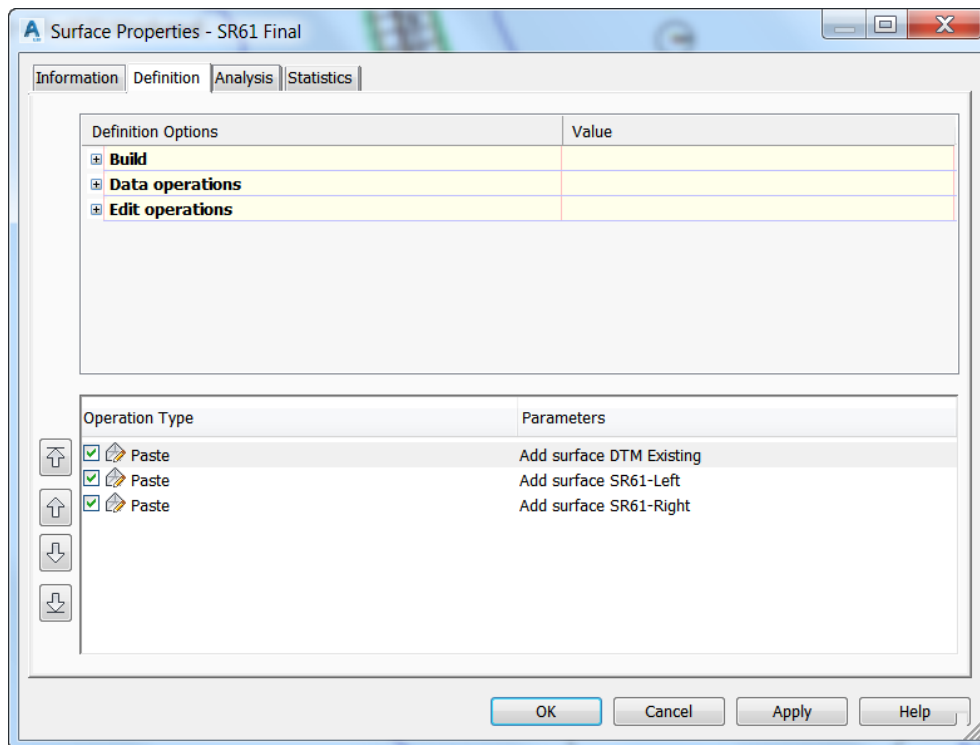 Surface Properties - SR61 Final
Information Definition Analysis Statistics
Definition Options Value
Build
Data operations
Edit operations
Operation Type Parameters
Paste Add surface DTM Existing
Paste Add surface SR61-Left
Paste Add surface SR61-Right
OK Cancel Apply Help